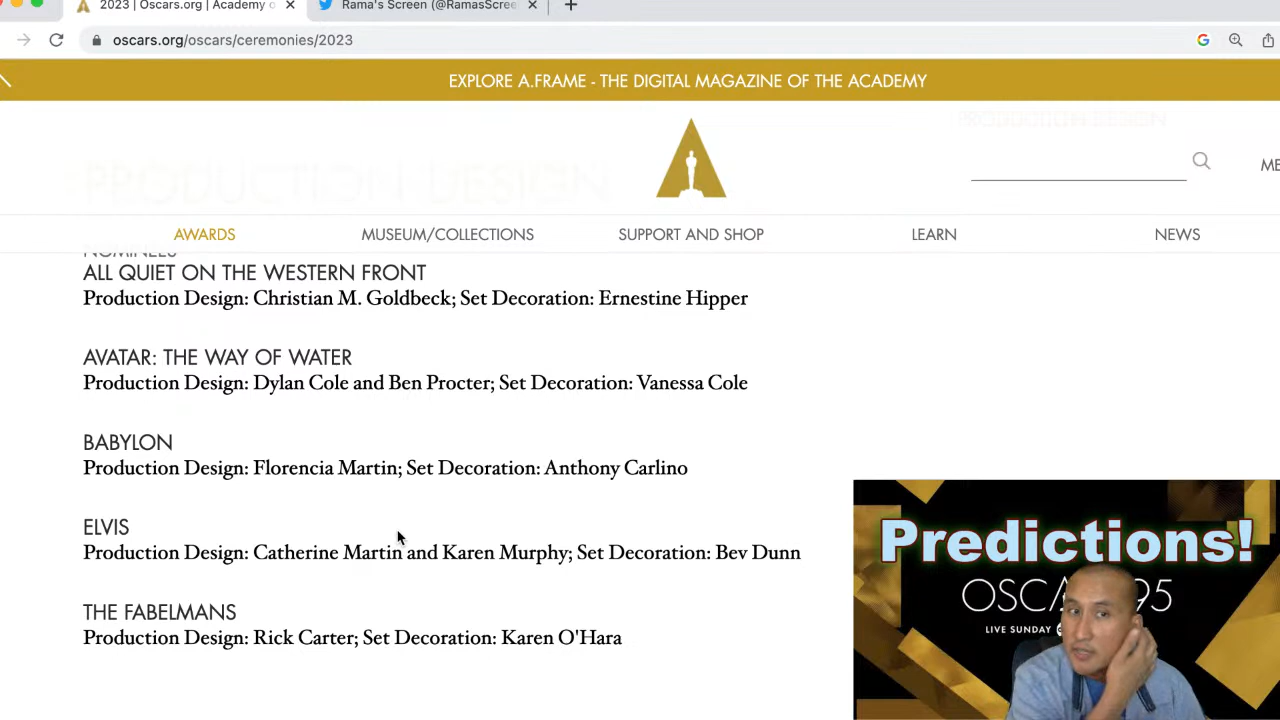 2023 | Oscars.org | Academy o
Rama's Screen (@RamasScree
oscars.org/oscars/ceremonies/2023
EXPLORE A.FRAME - THE DIGITAL MAGAZINE OF THE ACADEMY
PRODUCTION DESIGN
PRODUCTION DESIGN
AWARDS
MUSEUM/COLLECTIONS
SUPPORT AND SHOP
LEARN
NEWS
NOMINEES
ALL QUIET ON THE WESTERN FRONT
Production Design: Christian M. Goldbeck; Set Decoration: Ernestine Hipper
AVATAR: THE WAY OF WATER
Production Design: Dylan Cole and Ben Procter; Set Decoration: Vanessa Cole
BABYLON
Production Design: Florencia Martin; Set Decoration: Anthony Carlino
ELVIS
Production Design: Catherine Martin and Karen Murphy; Set Decoration: Bev Dunn
THE FABELMANS
Production Design: Rick Carter; Set Decoration: Karen O'Hara
Predictions!
95
LIVE SUNDAY